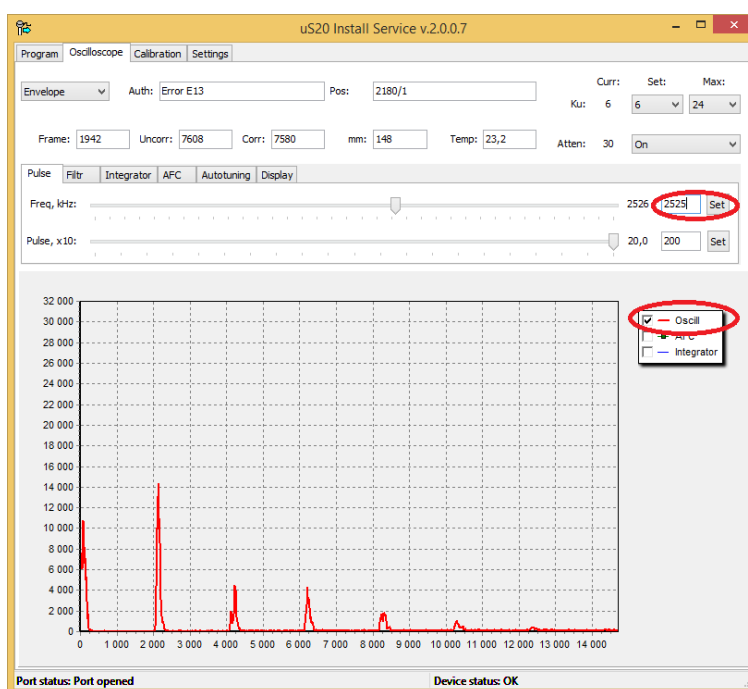 uS20 Install Service v.2.0.0.7
Program Oscilloscope Calibration Settings
Curr: Set: Max:
Envelope Auth: Error E13 Pos: 2180/1 Ku: 6 6 24
Frame: 1942 Uncorr: 7608 Corr: 7580 mm: 148 Temp: 23,2 Atten: 30 On
Pulse Filtr Integrator AFC Autotuning Display
Freq, kHz: 2526 2525 Set
Pulse, x10: 20,0 200 Set
32 000
30 000
28 000
26 000
24 000
22 000
20 000
18 000
16 000
14 000
12 000
10 000
8 000
6 000
4 000
2 000
0
0 1 000 2 000 3 000 4 000 5 000 6 000 7 000 8 000 9 000 10 000 11 000 12 000 13 000 14 000
Oscill
AFC
Integrator
Port status: Port opened Device status: OK